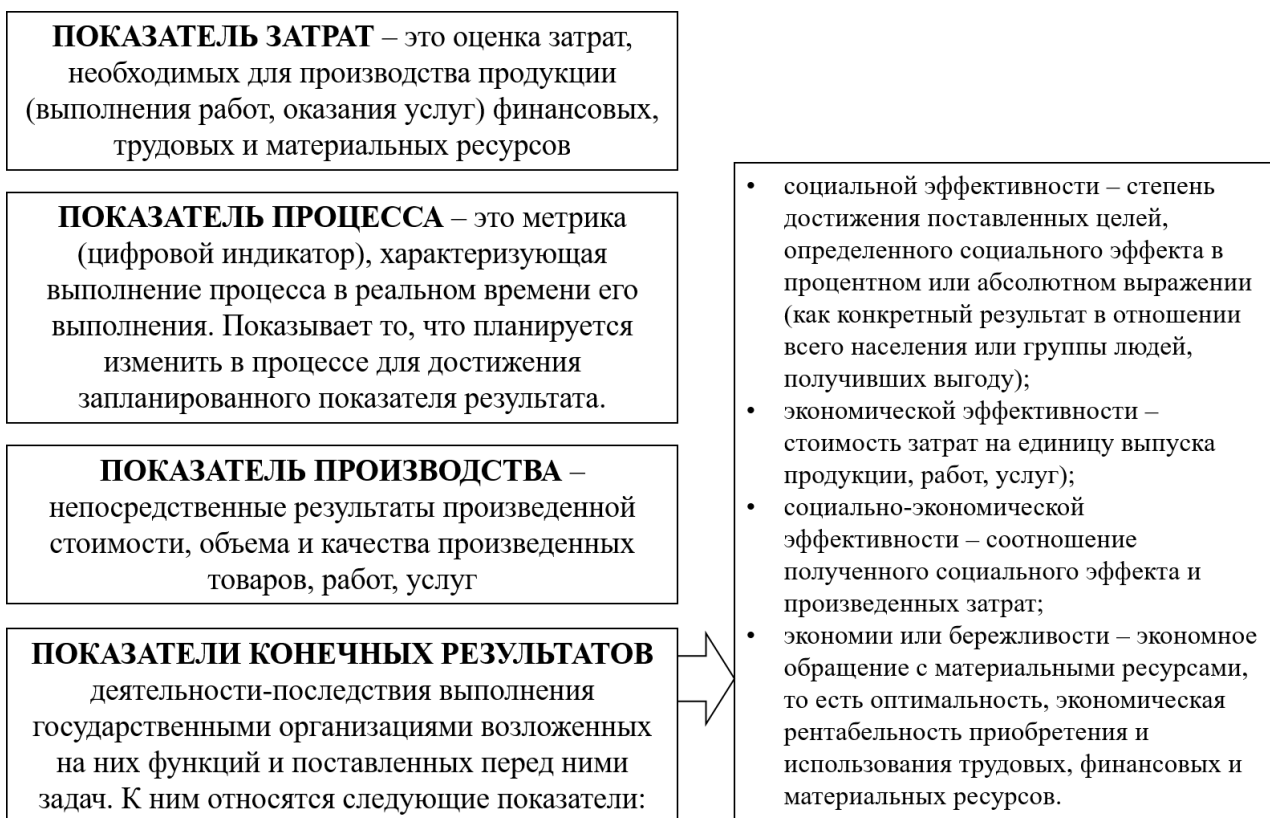 ПОКАЗАТЕЛЬ ЗАТРАТ – это оценка затрат,
необходимых для производства продукции
(выполнения работ, оказания услуг) финансовых,
трудовых и материальных ресурсов
ПОКАЗАТЕЛЬ ПРОЦЕССА – это метрика
(цифровой индикатор), характеризующая
выполнение процесса в реальном времени его
выполнения. Показывает то, что планируется
изменить в процессе для достижения
запланированного показателя результата.
ПОКАЗАТЕЛЬ ПРОИЗВОДСТВА –
непосредственные результаты произведенной
стоимости, объема и качества произведенных
товаров, работ, услуг
ПОКАЗАТЕЛИ КОНЕЧНЫХ РЕЗУЛЬТАТОВ
деятельности-последствия выполнения
государственными организациями возложенных
на них функций и поставленных перед ними
задач. К ним относятся следующие показатели:
• социальной эффективности – степень
достижения поставленных целей,
определенного социального эффекта в
процентном или абсолютном выражении
(как конкретный результат в отношении
всего населения или группы людей,
получивших выгоду);
• экономической эффективности –
стоимость затрат на единицу выпуска
продукции, работ, услуг);
• социально-экономической
эффективности – соотношение
полученного социального эффекта и
произведенных затрат;
• экономии или бережливости – экономное
обращение с материальными ресурсами,
то есть оптимальность, экономическая
рентабельность приобретения и
использования трудовых, финансовых и
материальных ресурсов.